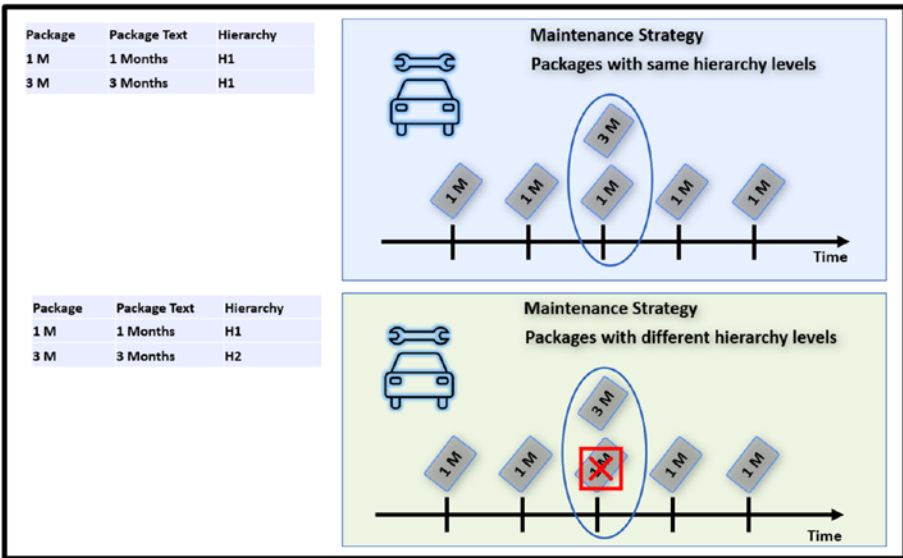 Package Package Text Hierarchy
1 M 1 Months H1
3 M 3 Months H1
Maintenance Strategy
Packages with same hierarchy levels
3 M
1 M 1 M 1 M 1 M 1 M
Time
Package Package Text Hierarchy
1 M 1 Months H1
3 M 3 Months H2
Maintenance Strategy
Packages with different hierarchy levels
3 M
1 M 1 M 1 M 1 M 1 M
Time